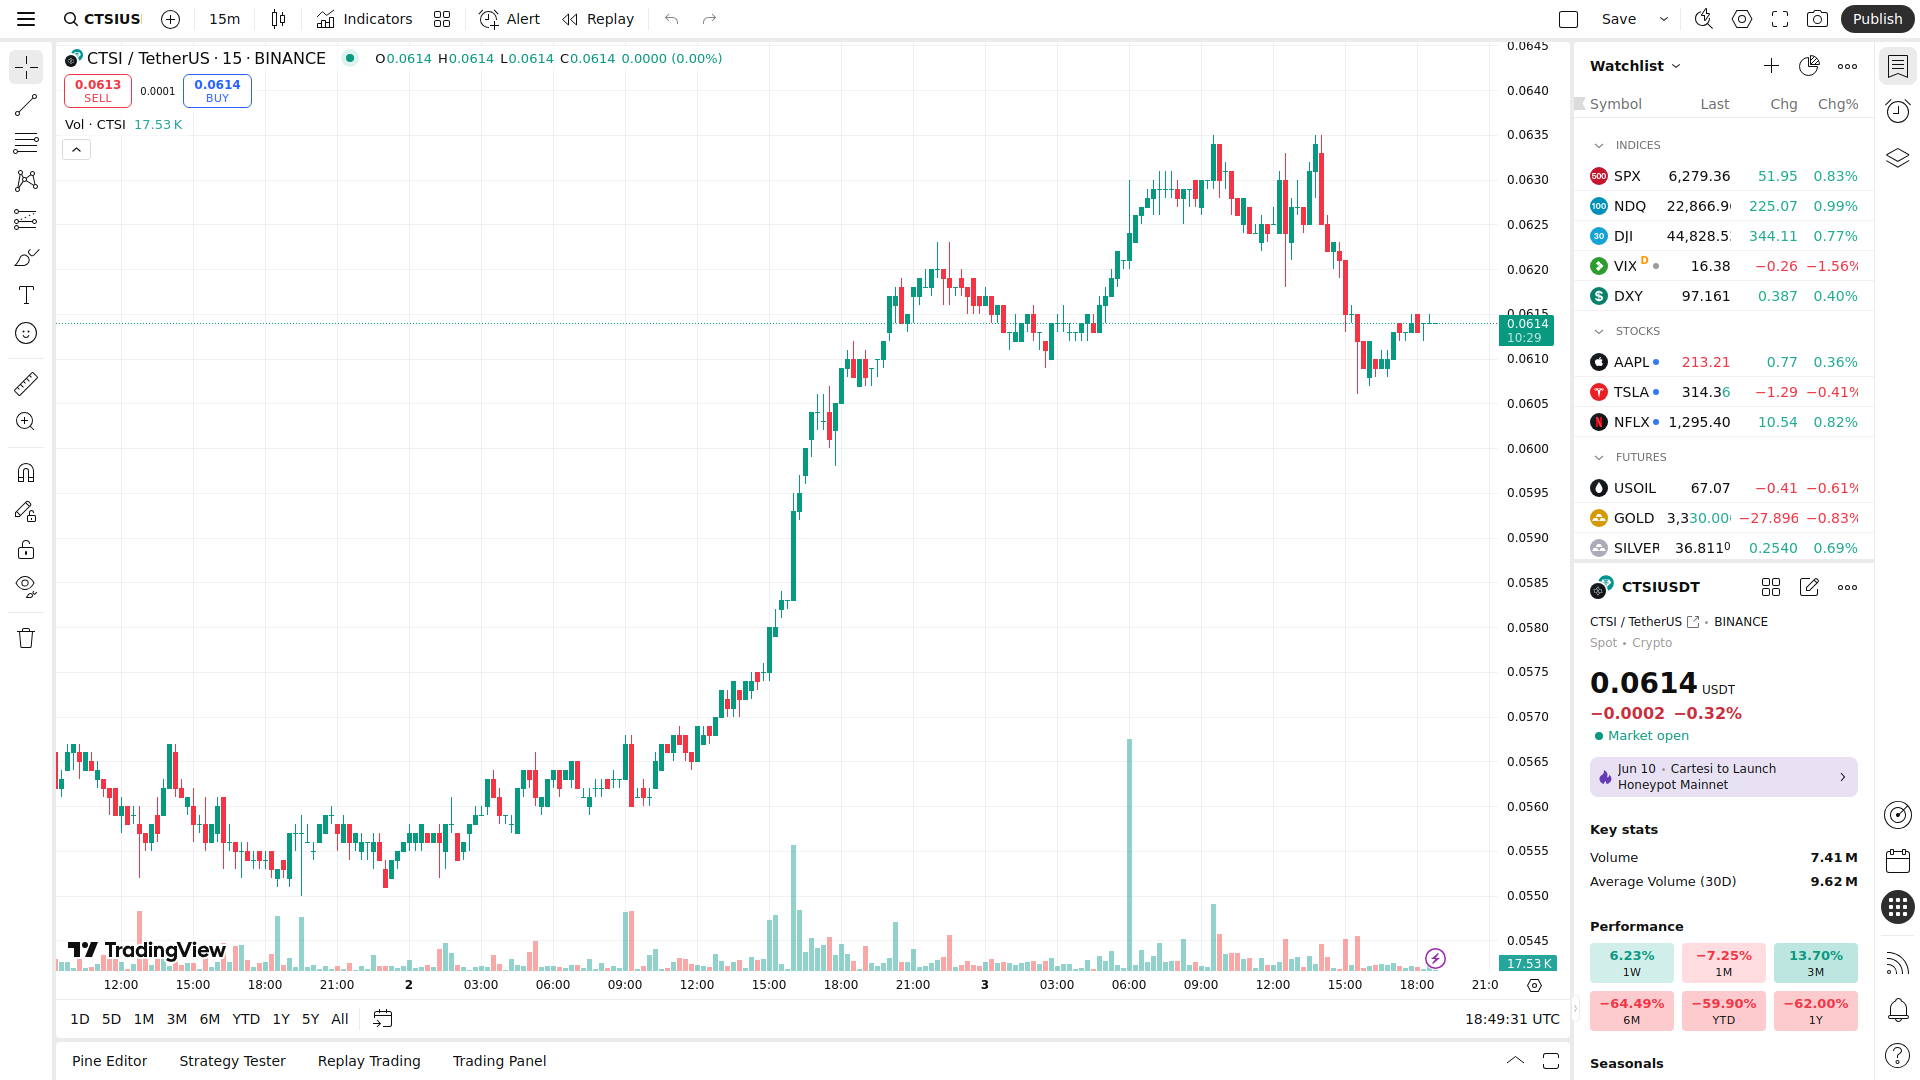 CTSIUS
15m
Indicators
Alert
Replay
Save
Publish
CTSI / TetherUS · 15 · BINANCE
O0.0614 H0.0614 L0.0614 C0.0614 0.0000 (0.00%)
0.0613
SELL
0.0001
0.0614
BUY
Vol · CTSI 17.53 K
0.0645
0.0640
0.0635
0.0630
0.0625
0.0620
0.0615
0.0614
10:29
0.0610
0.0605
0.0600
0.0595
0.0590
0.0585
0.0580
0.0575
0.0570
0.0565
0.0560
0.0555
0.0550
0.0545
17.53 K
TradingView
12:00 15:00 18:00 21:00 2 03:00 06:00 09:00 12:00 15:00 18:00 21:00 3 03:00 06:00 09:00 12:00 15:00 18:00 21:0
1D 5D 1M 3M 6M YTD 1Y 5Y All
18:49:31 UTC
Pine Editor Strategy Tester Replay Trading Trading Panel
Watchlist
Symbol Last Chg Chg%
INDICES
500 SPX 6,279.36 51.95 0.83%
100 NDQ 22,866.9 225.07 0.99%
30 DJI 44,828.5 344.11 0.77%
VIX D 16.38 −0.26 −1.56%
$ DXY 97.161 0.387 0.40%
STOCKS
AAPL 213.21 0.77 0.36%
TSLA 314.36 −1.29 −0.41%
N NFLX 1,295.40 10.54 0.82%
FUTURES
USOIL 67.07 −0.41 −0.61%
GOLD 3,330.00 −27.896 −0.83%
SILVER 36.8110 0.2540 0.69%
CTSIUSDT
CTSI / TetherUS • BINANCE
Spot • Crypto
0.0614 USDT
−0.0002 −0.32%
Market open
Jun 10 • Cartesi to Launch
Honeypot Mainnet
Key stats
Volume 7.41 M
Average Volume (30D) 9.62 M
Performance
6.23% −7.25% 13.70%
1W 1M 3M
−64.49% −59.90% −62.00%
6M YTD 1Y
Seasonals